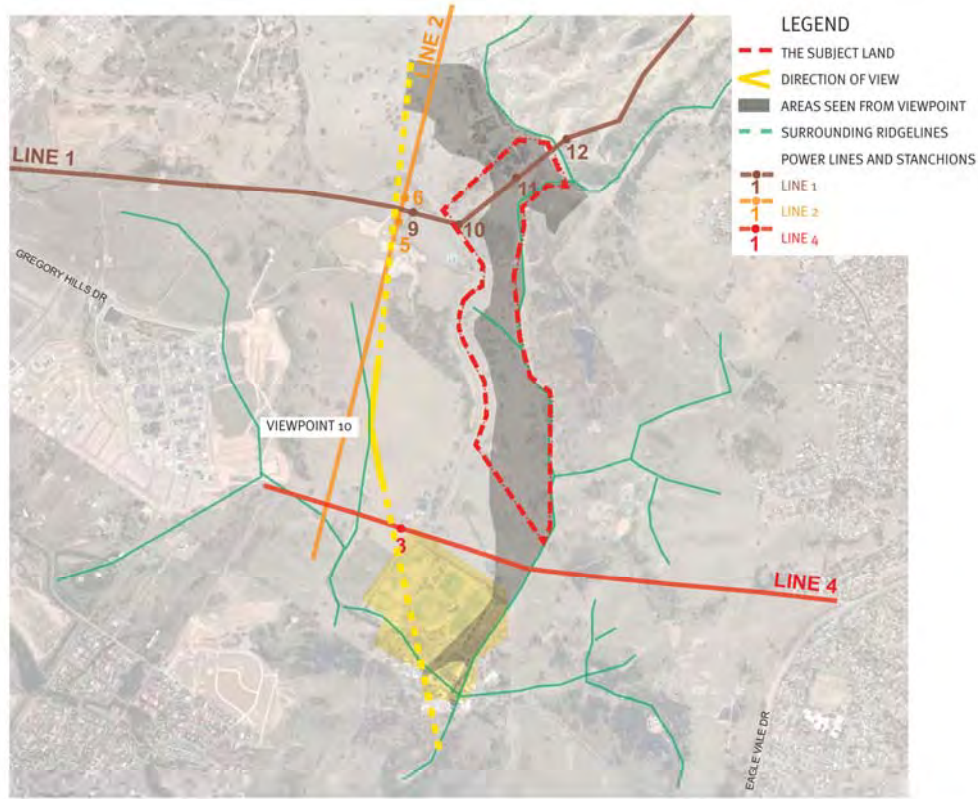 LEGEND
THE SUBJECT LAND
DIRECTION OF VIEW
AREAS SEEN FROM VIEWPOINT
SURROUNDING RIDGELINES
POWER LINES AND STANCHIONS
1 LINE 1
1 LINE 2
1 LINE 4
LINE 2
LINE 1
12
11
6
9
10
5
GREGORY HILLS DR
VIEWPOINT 10
3
LINE 4
EAGLE VALE DR